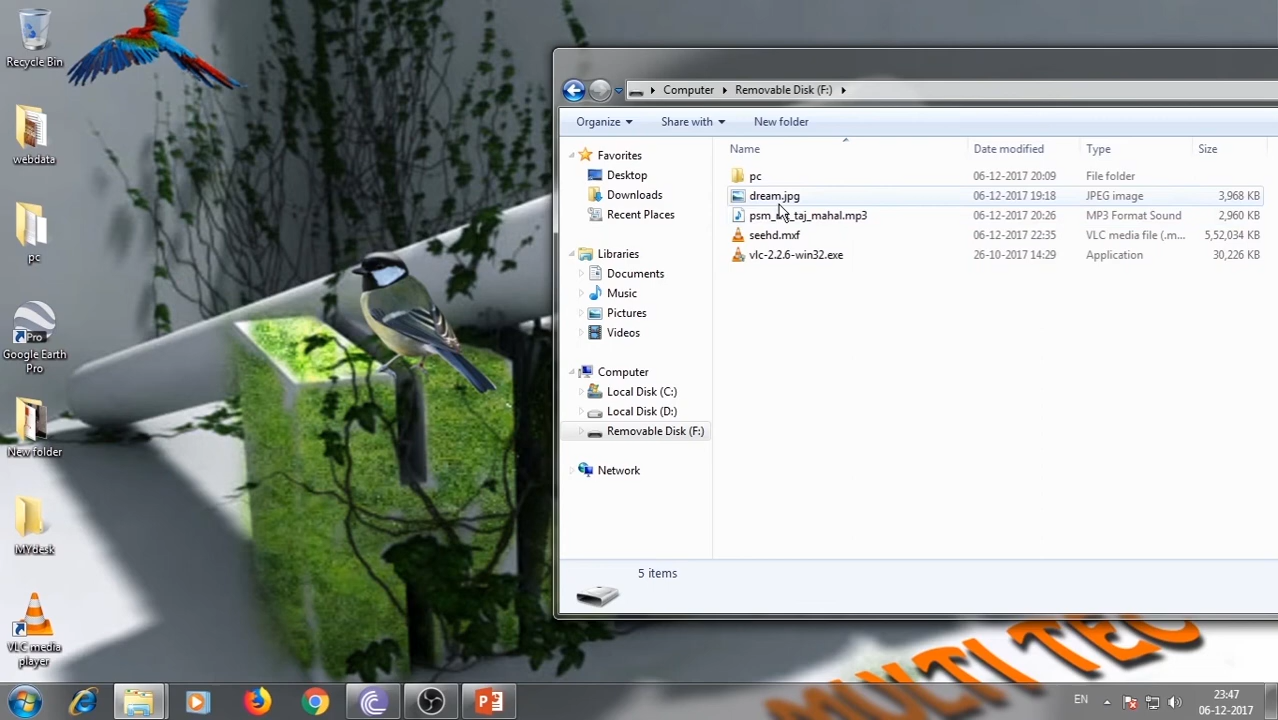 Recycle Bin
webdata
pc
Pro
Google Earth
Pro
New folder
MYdesk
VLC media
player
Computer
Removable Disk (F:)
Organize
Share with
New folder
Favorites
Desktop
Downloads
Recent Places
Libraries
Documents
Music
Pictures
Videos
Computer
Local Disk (C:)
Local Disk (D:)
Removable Disk (F:)
Network
Name Date modified Type Size
pc 06-12-2017 20:09 File folder
dream.jpg 06-12-2017 19:18 JPEG image 3,968 KB
06-12-2017 20:26 MP3 Format Sound 2,960 KB
seehd.mxf 06-12-2017 22:35 VLC media file (.m... 5,52,034 KB
vlc-2.2.6-win32.exe 26-10-2017 14:29 Application 30,226 KB
5 items
MULTI TEC
EN
23:47
06-12-2017